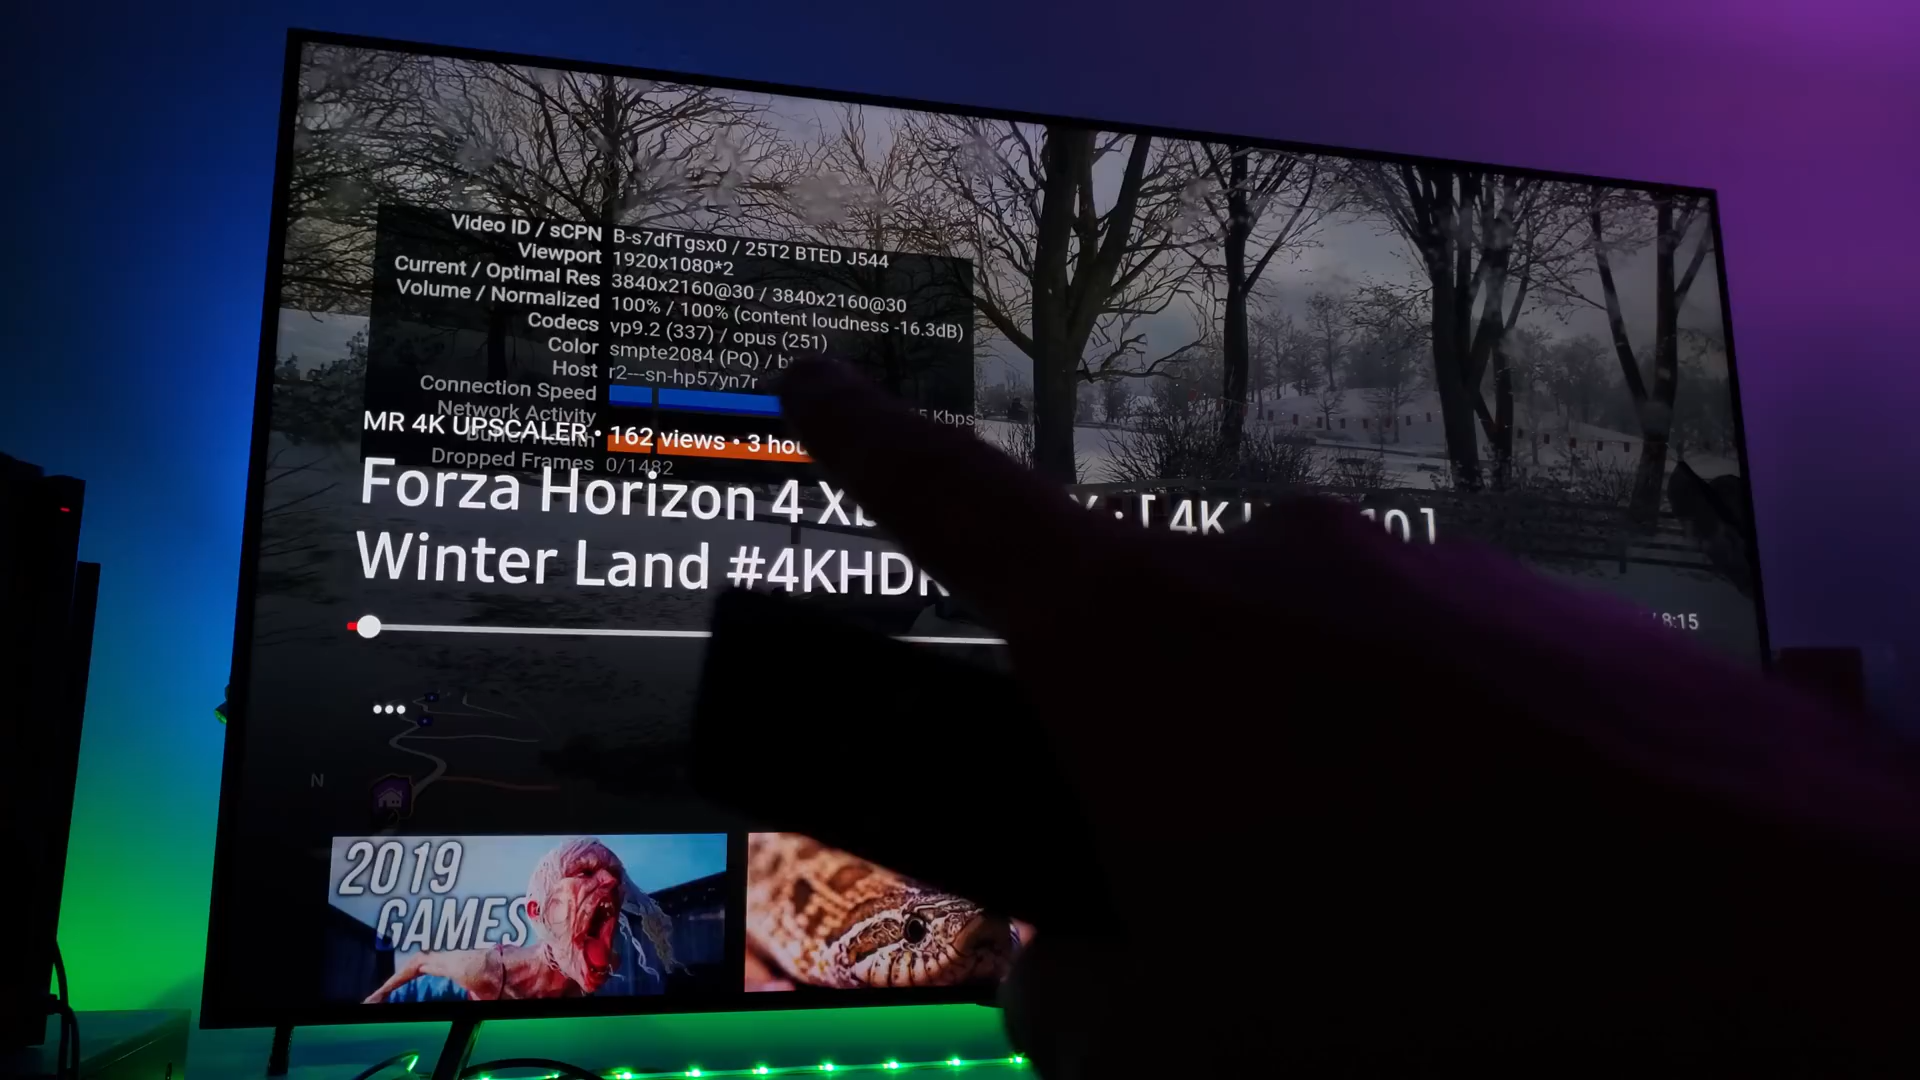 Video ID / sCPN B-s7dfTgsx0 / 25T2 BTED J544
Viewport 1920x1080*2
Current / Optimal Res 3840x2160@30 / 3840x2160@30
Volume / Normalized 100% / 100% (content loudness -16.3dB)
Codecs vp9.2 (337) / opus (251)
Color smpte2084 (PQ) /
Host r2---sn-hp57yn7r
Connection Speed Kbps
Network Activity
MR 4K UPSCALER • 162 views • 3
Buffer Health
Dropped Frames 0/1482
Forza Horizon 4 [ 4K ]
Winter Land #4KHDR
8:15
N
2019
GAMES